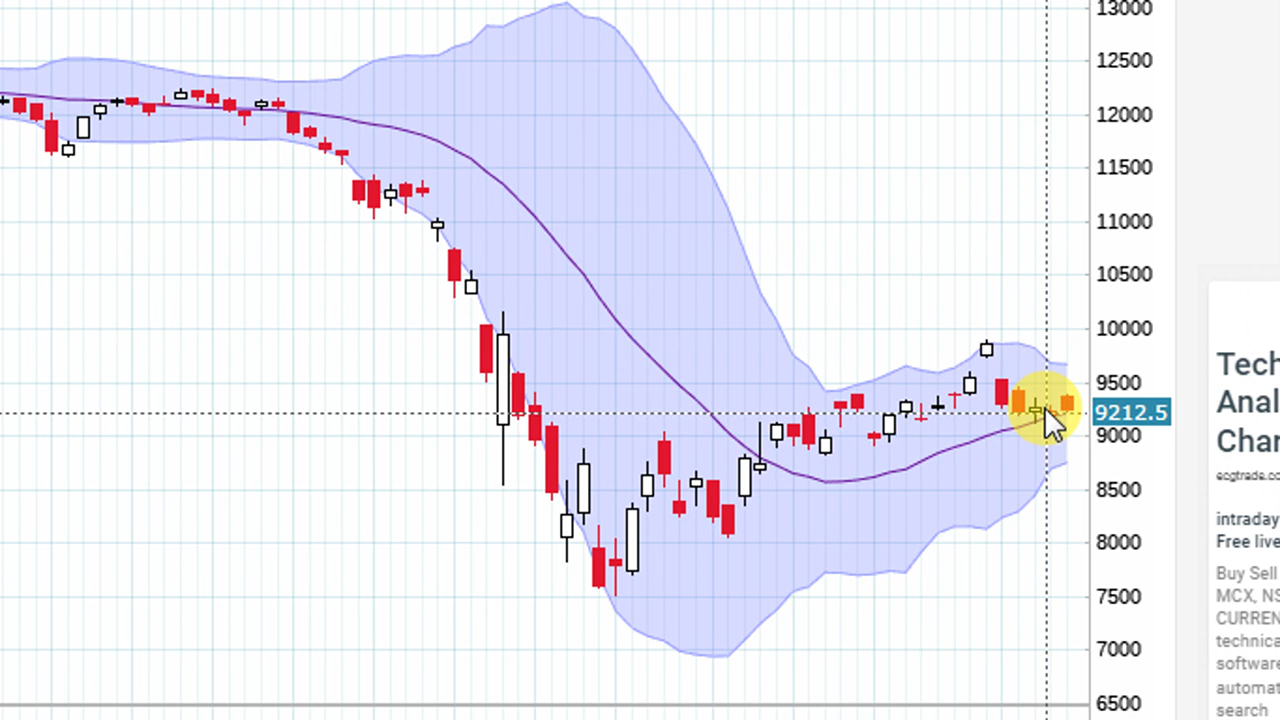 13000
12500
12000
11500
11000
10500
10000
9500
9212.5
9000
8500
8000
7500
7000
6500
Tech
Anal
Char
intraday
Free live
Buy Sell
MCX, NS
CURREN
technica
software
automat
search